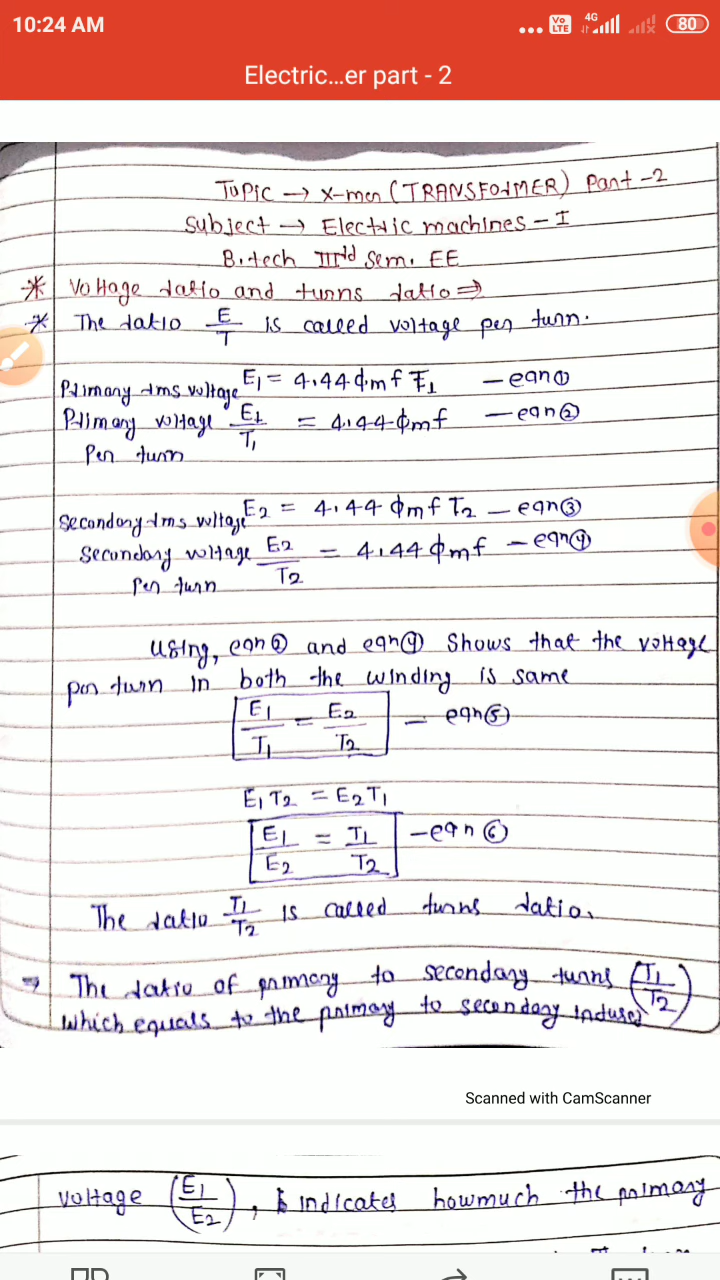 10:24 AM
... Vo LTE 4G 80
Electric...er part - 2
Topic → X-mer (TRANSFORMER) Part -2
Subject → Electric machines - I
B.tech IIIrd Sem. EE
* Voltage ratio and turns ratio ⇒
* The ratio E/T is called voltage per turn.
Primary rms voltage E1 = 4.44 ϕm f T1 — eqn ①
Primary voltage E1/T1 = 4.44 ϕm f — eqn ②
Per turn
Secondary rms voltage E2 = 4.44 ϕm f T2 — eqn ③
Secondary voltage E2/T2 = 4.44 ϕm f — eqn ④
Per turn
Using, eqn ② and eqn ④ Shows that the voltage
per turn in both the winding is same
E1/T1 = E2/T2 — eqn ⑤
E1 T2 = E2 T1
E1/E2 = T1/T2 — eqn ⑥
The ratio T1/T2 is called turns ratio.
→ The ratio of primary to secondary turns (T1/T2)
which equals to the primary to secondary induced
Scanned with CamScanner
voltage (E1/E2), indicates howmuch the primary